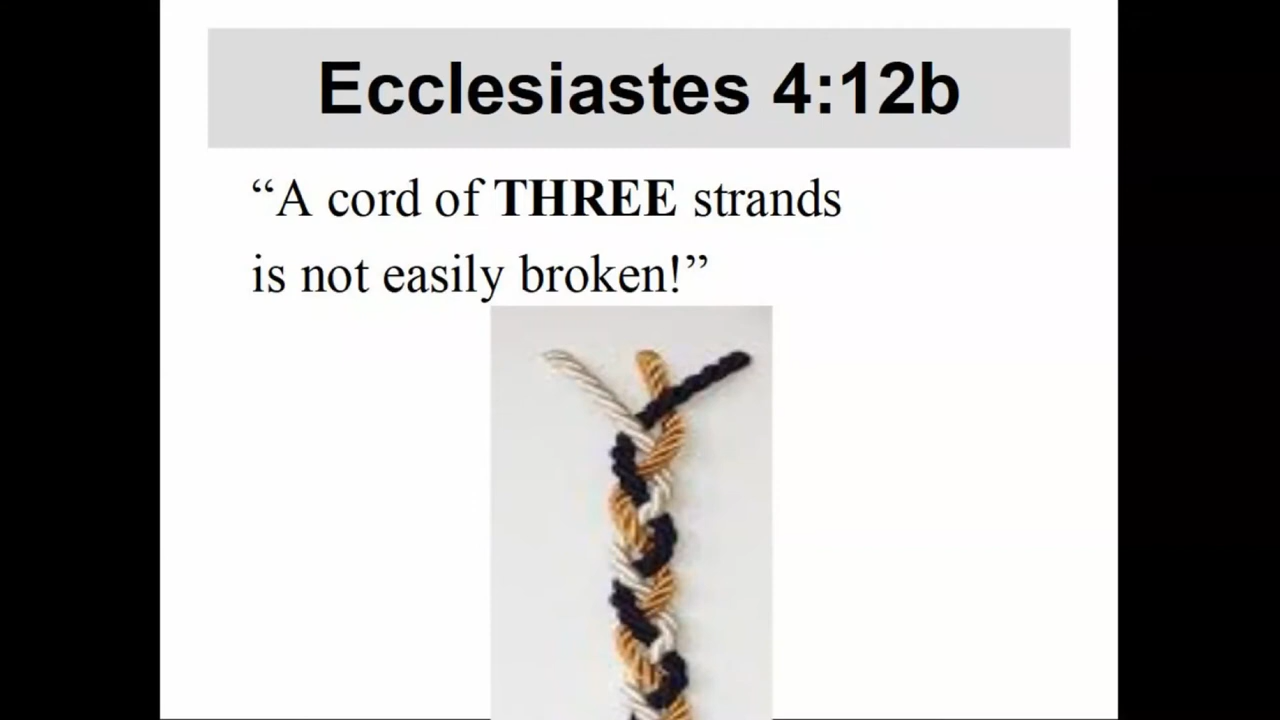 Ecclesiastes 4:12b
“A cord of THREE strands
is not easily broken!”